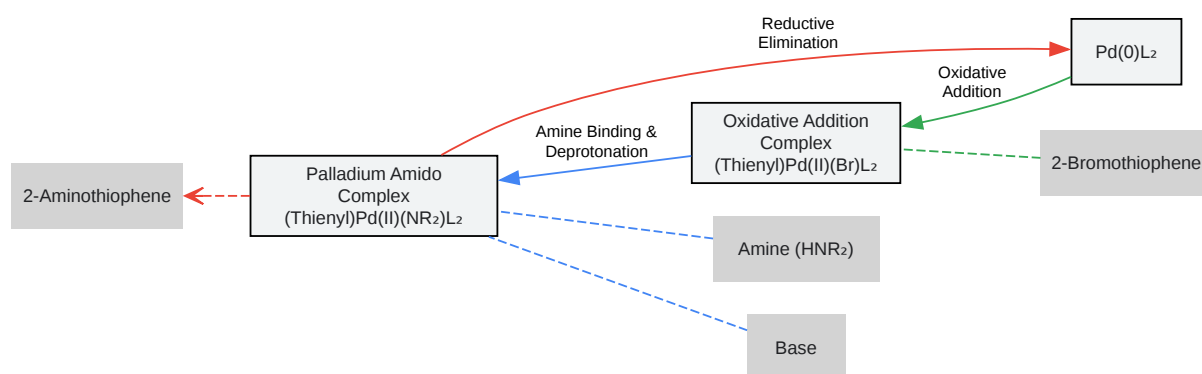 Reductive
Elimination
Pd(0)L₂
Oxidative
Addition
Oxidative Addition
Complex
(Thienyl)Pd(II)(Br)L₂
Amine Binding &
Deprotonation
2-Bromothiophene
Palladium Amido
Complex
(Thienyl)Pd(II)(NR₂)L₂
2-Aminothiophene
Amine (HNR₂)
Base